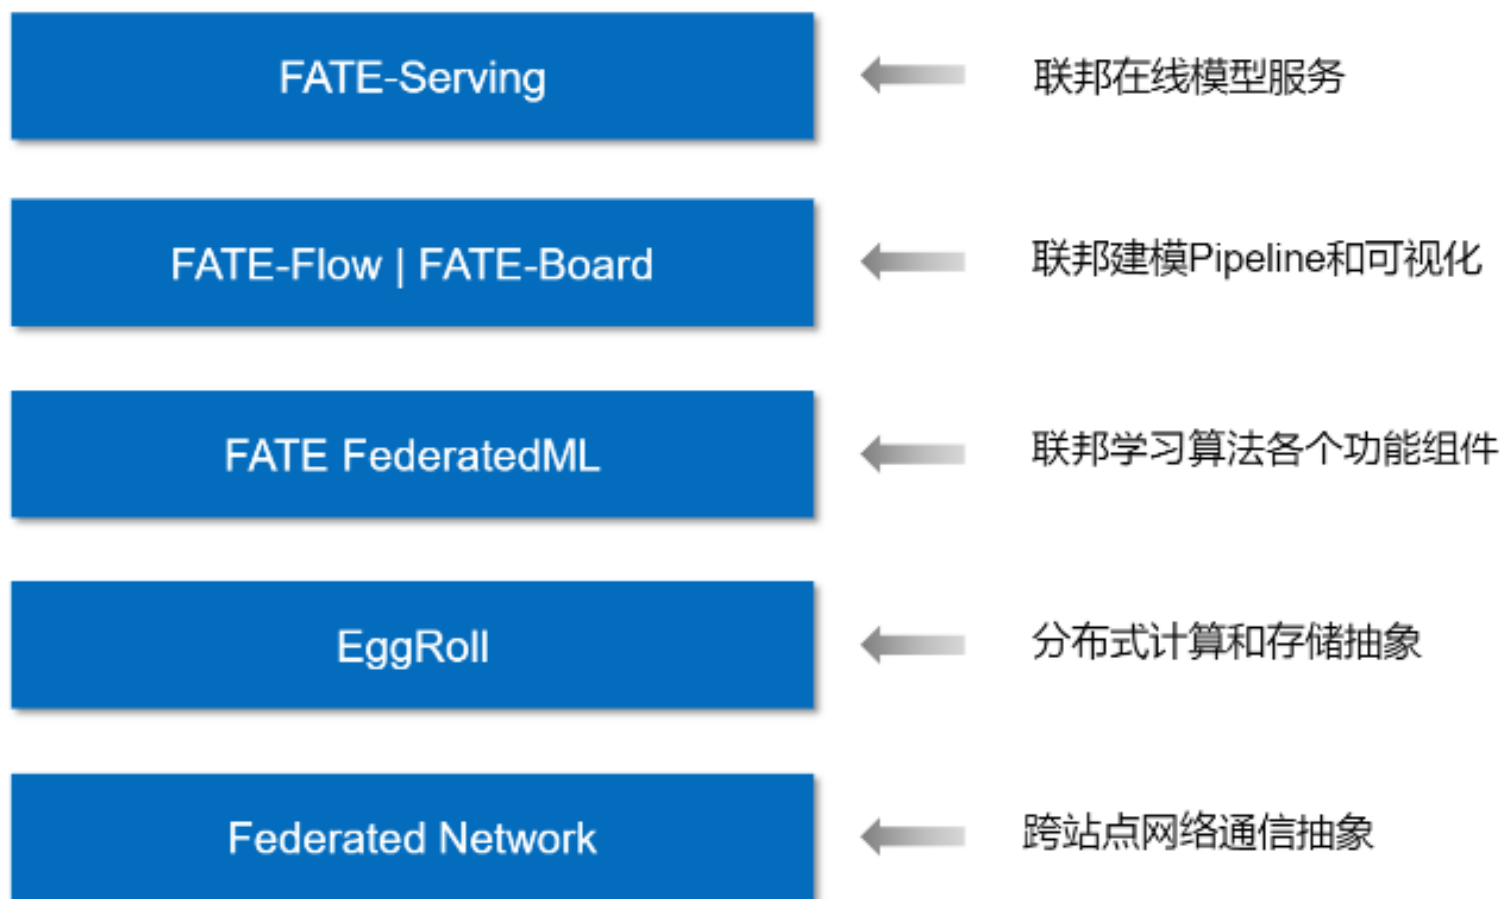 FATE-Serving
联邦在线模型服务
FATE-Flow | FATE-Board
联邦建模Pipeline和可视化
FATE FederatedML
联邦学习算法各个功能组件
EggRoll
分布式计算和存储抽象
Federated Network
跨站点网络通信抽象